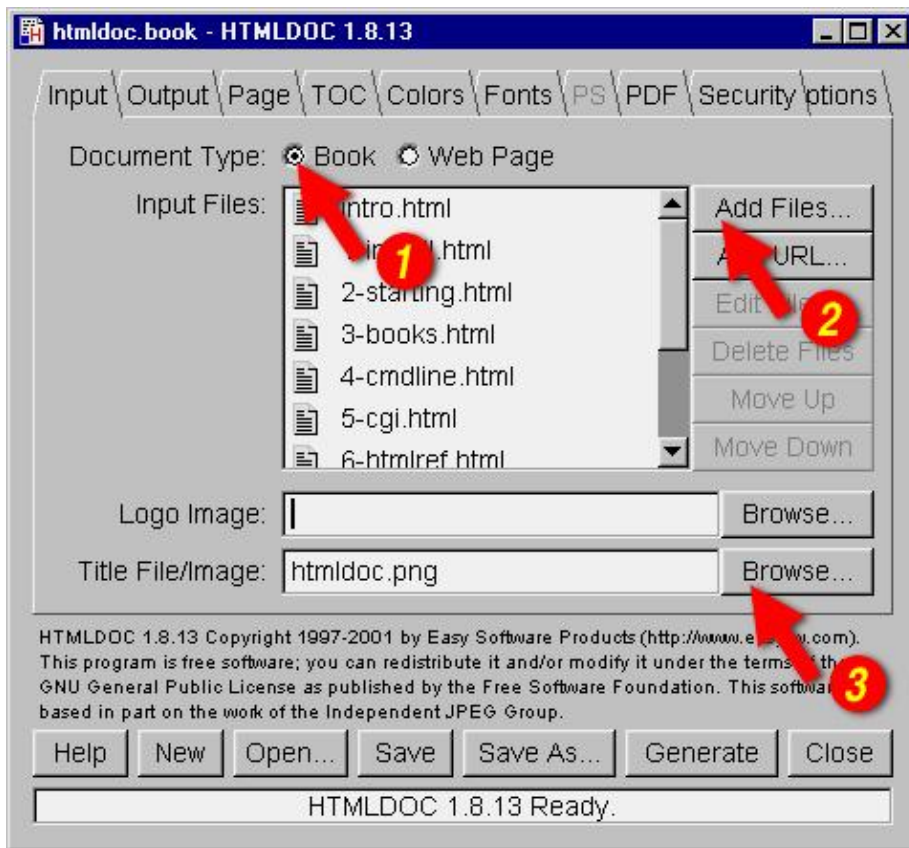 htmldoc.book - HTMLDOC 1.8.13
Input Output Page TOC Colors Fonts PS PDF Security ptions
Document Type: Book Web Page
Input Files:
intro.html
2-starting.html
3-books.html
4-cmdline.html
5-cgi.html
6-htmlref.html
Add Files...
URL...
Edit
Delete Files
Move Up
Move Down
1
2
Logo Image: Browse...
Title File/Image: htmldoc.png Browse...
3
HTMLDOC 1.8.13 Copyright 1997-2001 by Easy Software Products
This program is free software; you can redistribute it and/or modify it under the terms of the
GNU General Public License as published by the Free Software Foundation. This software
based in part on the work of the Independent JPEG Group.
Help New Open... Save Save As... Generate Close
HTMLDOC 1.8.13 Ready.